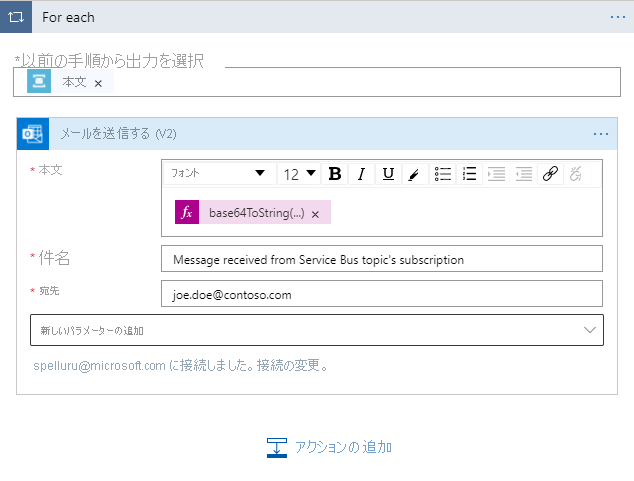 For each
*以前の手順から出力を選択
本文 ×
メールを送信する (V2)
* 本文
フォント 12 B I U
fx base64ToString(...) ×
* 件名 Message received from Service Bus topic's subscription
* 宛先 joe.doe@contoso.com
新しいパラメーターの追加
spelluru@microsoft.com に接続しました。接続の変更。
アクションの追加